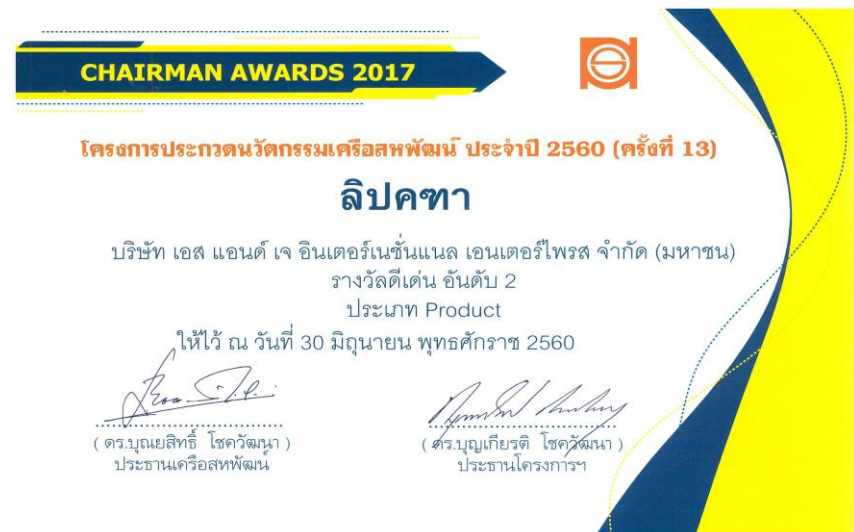 CHAIRMAN AWARDS 2017
โครงการประกวดนวัตกรรมเครือสหพัฒน์ ประจำปี 2560 (ครั้งที่ 13)
ลิปคฑา
บริษัท เอส แอนด์ เจ อินเตอร์เนชั่นแนล เอนเตอร์ไพรส จำกัด (มหาชน)
รางวัลดีเด่น อันดับ 2
ประเภท Product
ให้ไว้ ณ วันที่ 30 มิถุนายน พุทธศักราช 2560
( ดร.บุณยสิทธิ์ โชควัฒนา )
ประธานเครือสหพัฒน์
( ดร.บุญเกียรติ โชควัฒนา )
ประธานโครงการฯ